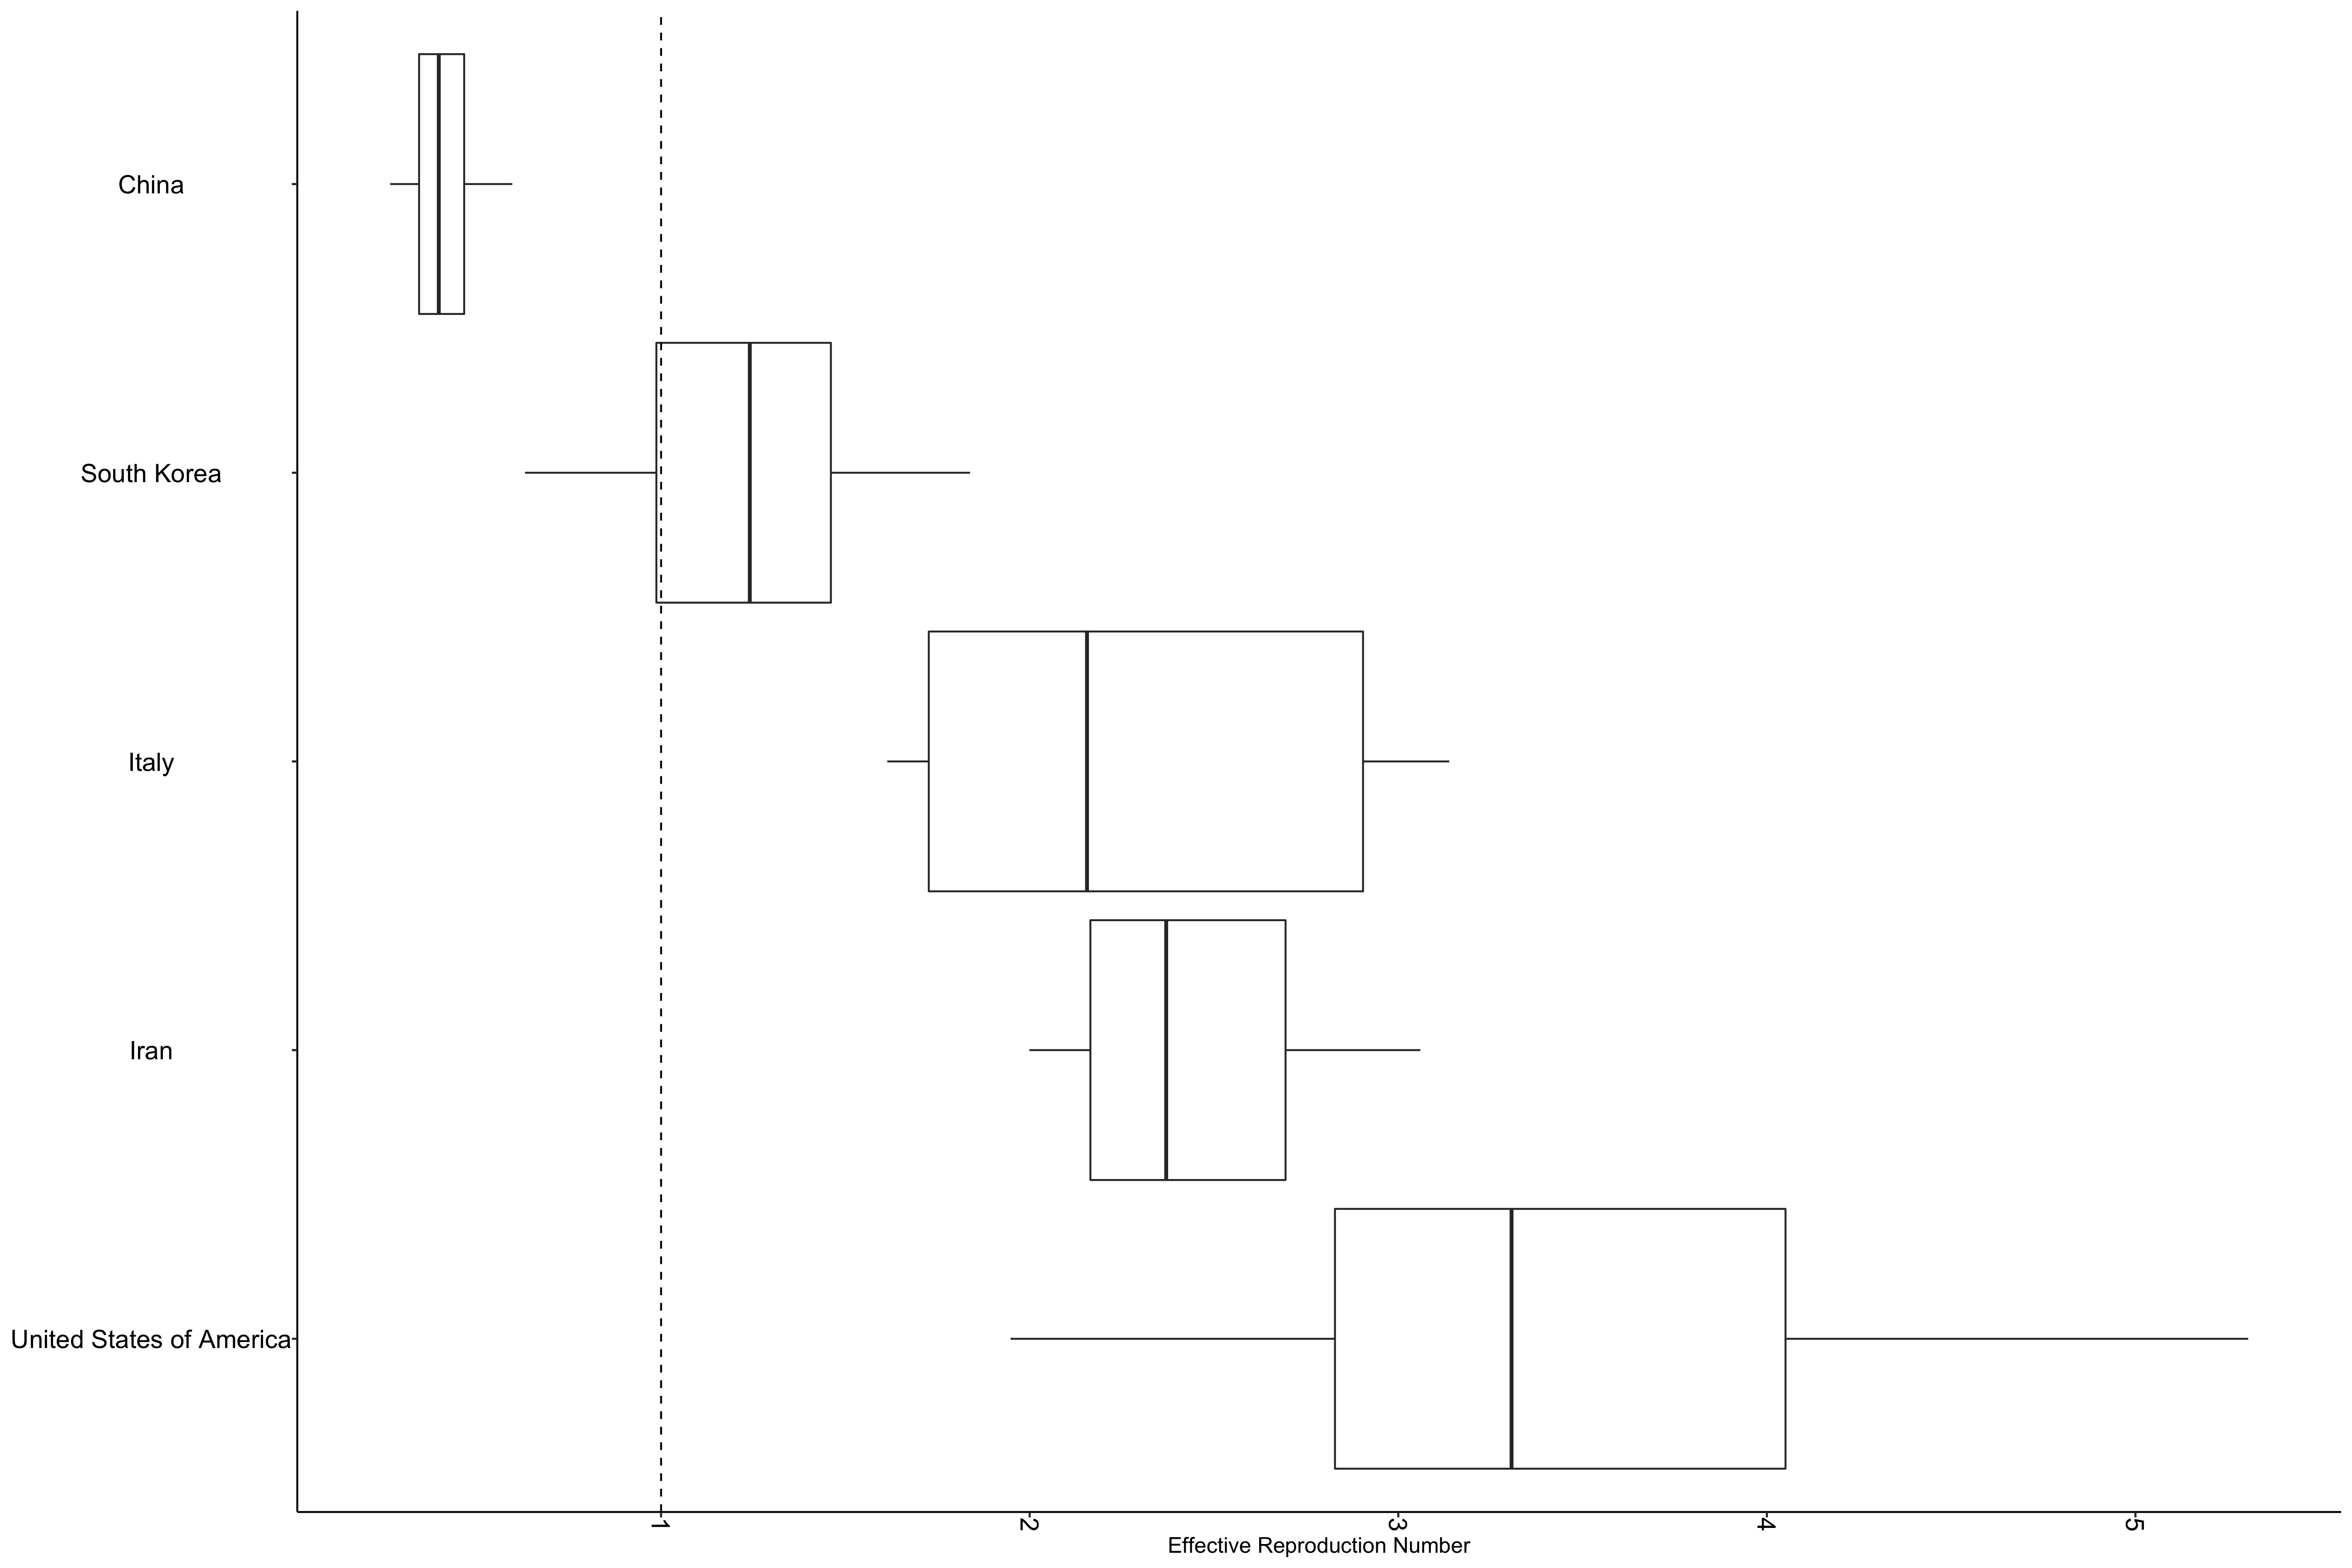 China
South Korea
Italy
Iran
United States of America
1
2
3
4
5
Effective Reproduction Number